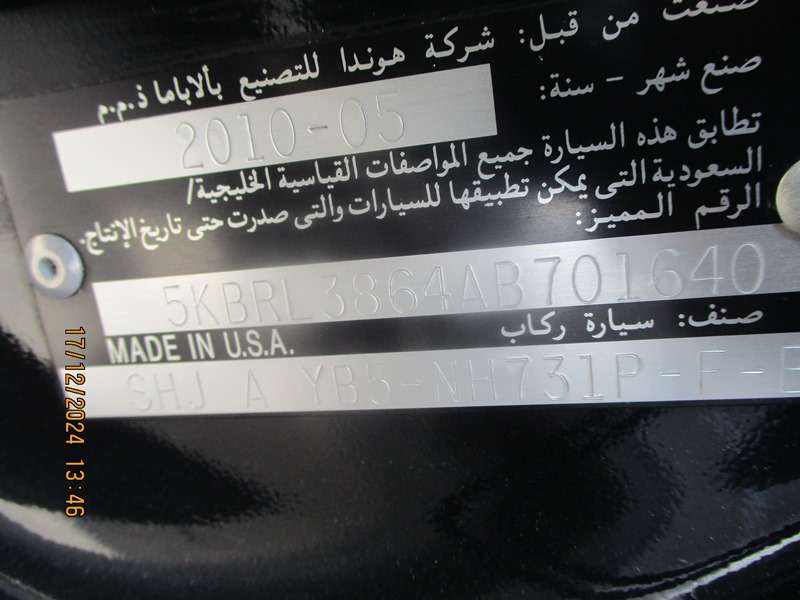 صنعت من قبل: شركة هوندا للتصنيع بألاباما ذ.م.م
صنع شهر - سنة:
2010-05
تطابق هذه السيارة جميع المواصفات القياسية الخليجية/
السعودية التى يمكن تطبيقها للسيارات والتى صدرت حتى تاريخ الإنتاج.
الرقم المميز:
5KBRL3864AB701640
صنف: سيارة ركاب
MADE IN U.S.A.
SHJ A YB5-NH731P-F-
17/12/2024 13:46